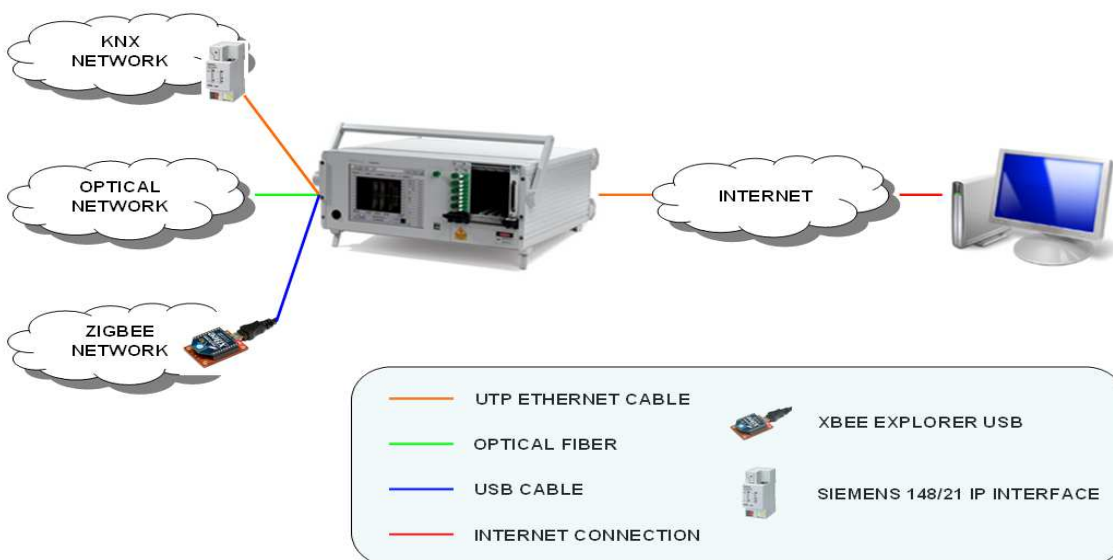 KNX
NETWORK
OPTICAL
NETWORK
INTERNET
ZIGBEE
NETWORK
UTP ETHERNET CABLE
OPTICAL FIBER
USB CABLE
INTERNET CONNECTION
XBEE EXPLORER USB
SIEMENS 148/21 IP INTERFACE